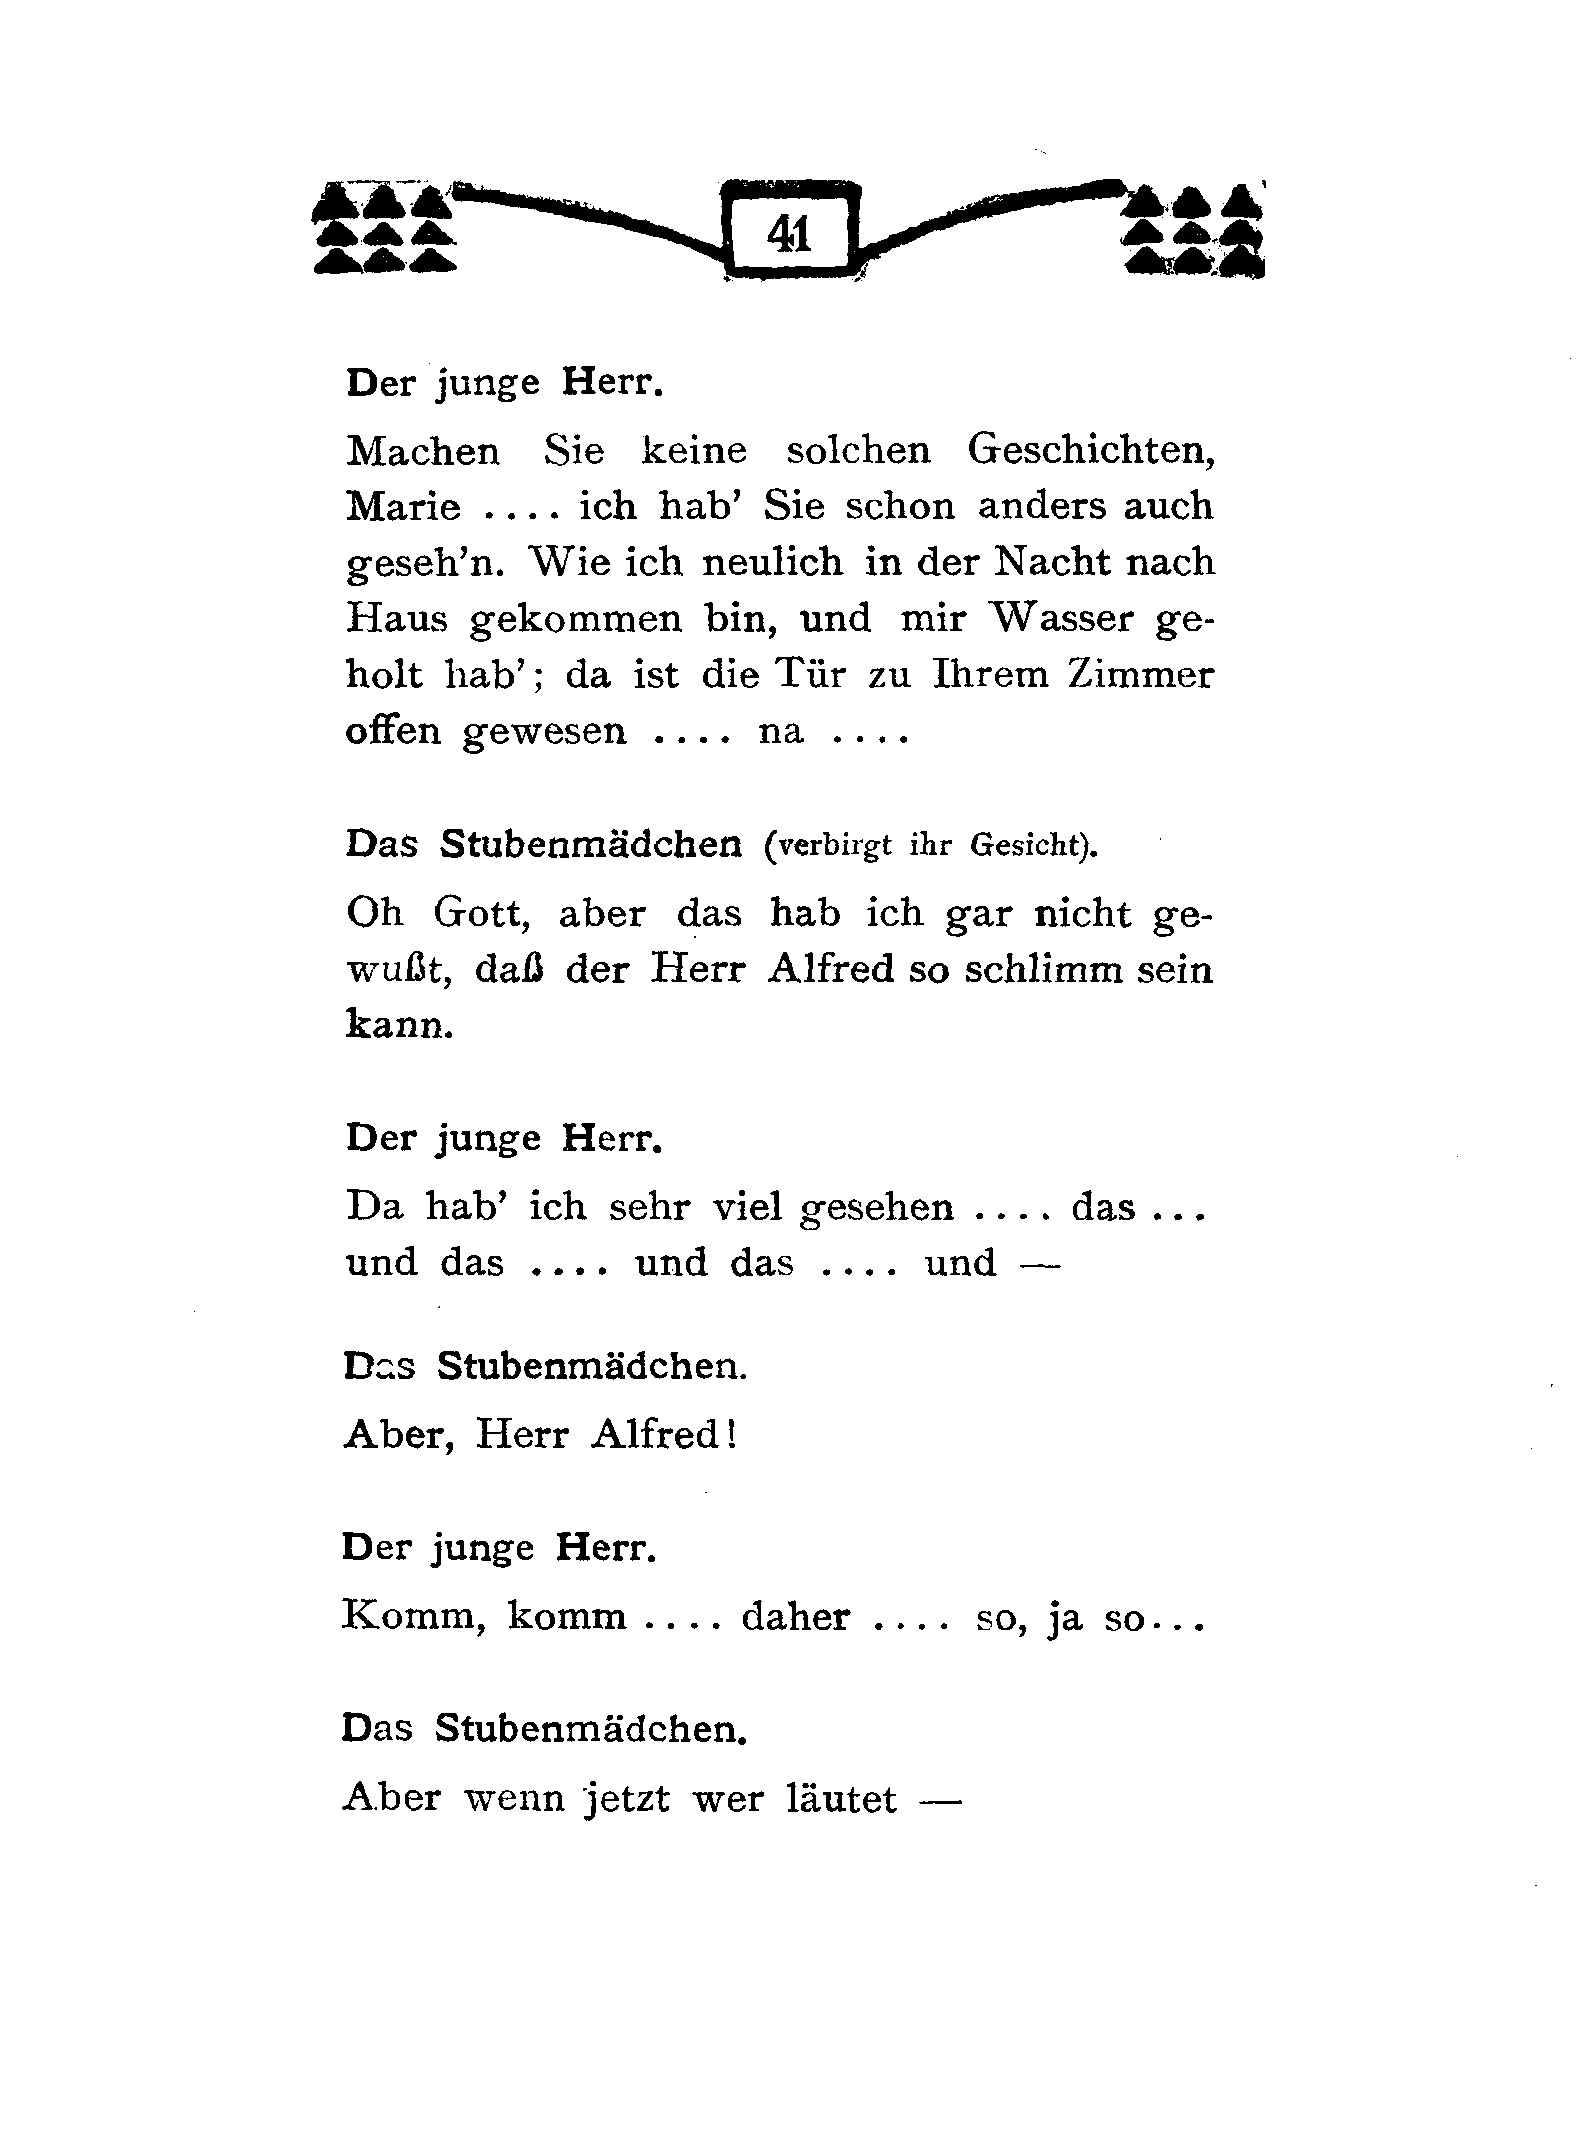 41
Der junge Herr.
Machen Sie keine solchen Geschichten,
Marie .... ich hab' Sie schon anders auch
geseh'n. Wie ich neulich in der Nacht nach
Haus gekommen bin, und mir Wasser ge-
holt hab'; da ist die Tür zu Ihrem Zimmer
offen gewesen .... na ....
Das Stubenmädchen (verbirgt ihr Gesicht).
Oh Gott, aber das hab ich gar nicht ge-
wußt, daß der Herr Alfred so schlimm sein
kann.
Der junge Herr.
Da hab' ich sehr viel gesehen .... das ...
und das .... und das .... und —
Das Stubenmädchen.
Aber, Herr Alfred!
Der junge Herr.
Komm, komm .... daher .... so, ja so...
Das Stubenmädchen.
Aber wenn jetzt wer läutet —